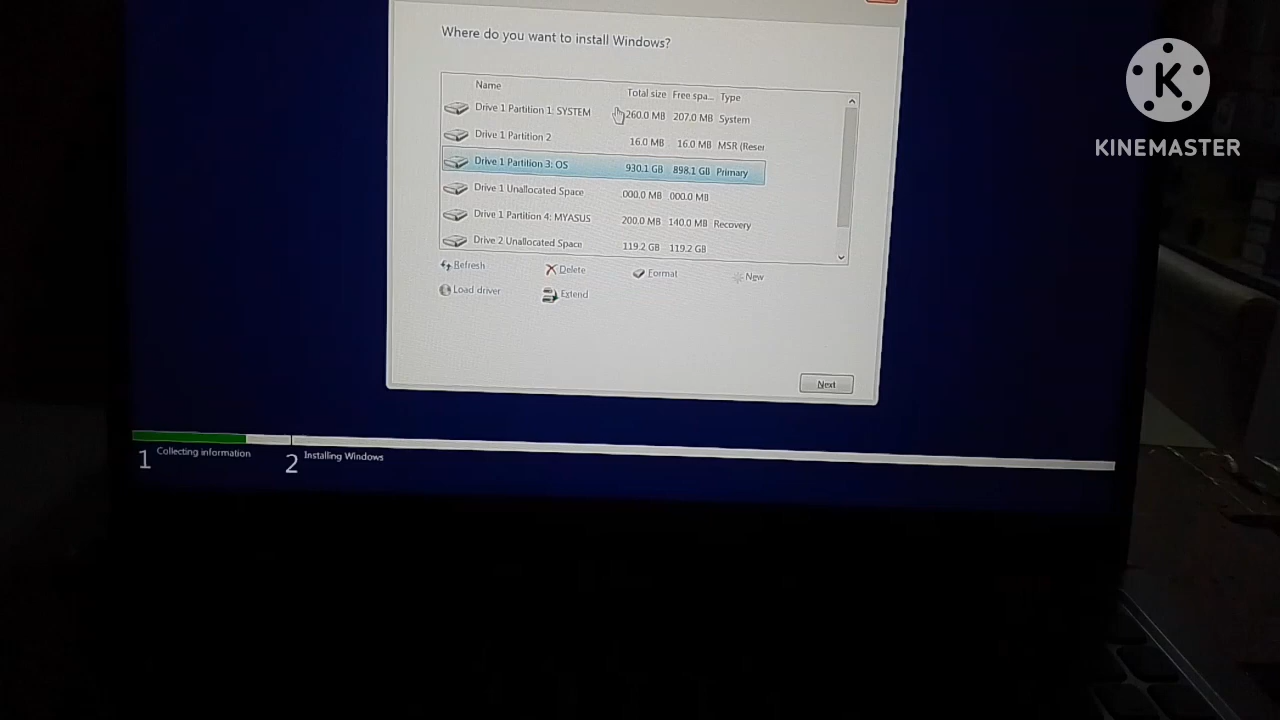 Where do you want to install Windows?
Name Total size Free spa... Type
Drive 1 Partition 1: SYSTEM 260.0 MB 207.0 MB System
Drive 1 Partition 2 16.0 MB 16.0 MB MSR (Reser
Drive 1 Partition 3: OS 930.1 GB 898.1 GB Primary
Drive 1 Unallocated Space 000.0 MB 000.0 MB
Drive 1 Partition 4: MYASUS 200.0 MB 140.0 MB Recovery
Drive 2 Unallocated Space 119.2 GB 119.2 GB
Refresh Delete Format New
Load driver Extend
Next
1 Collecting information 2 Installing Windows
K
KINEMASTER